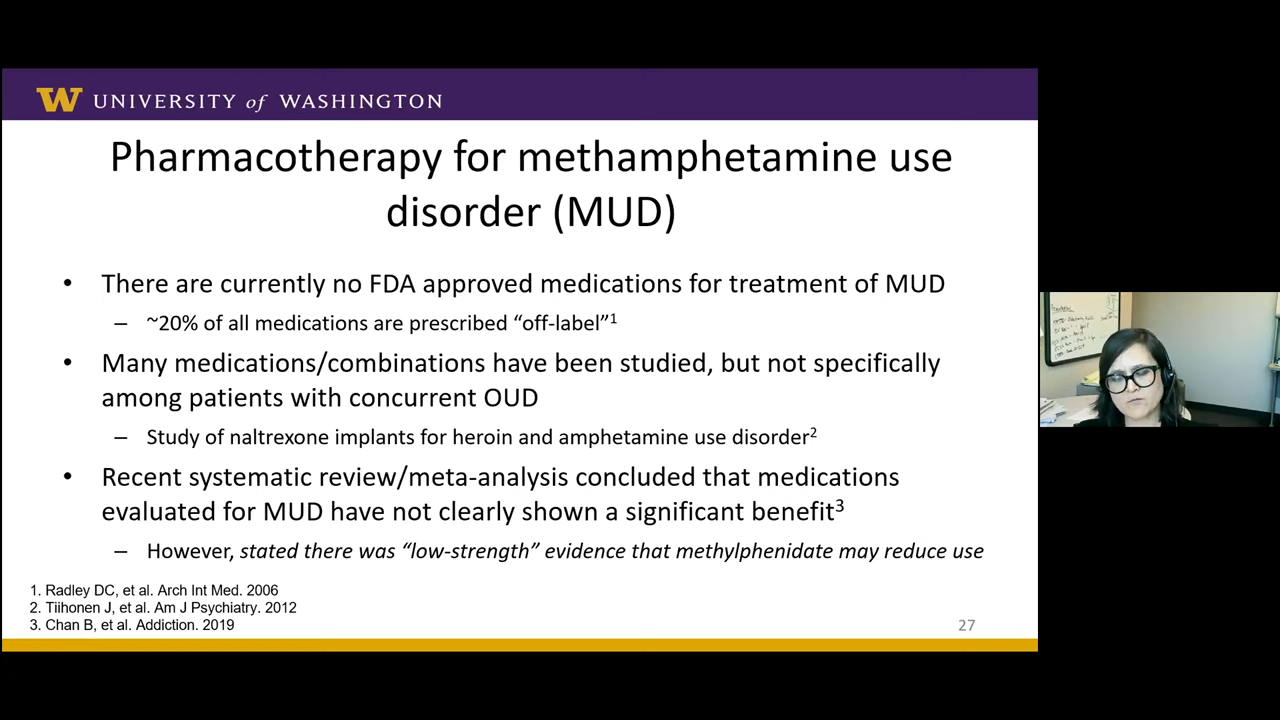 W UNIVERSITY of WASHINGTON
Pharmacotherapy for methamphetamine use
disorder (MUD)
• There are currently no FDA approved medications for treatment of MUD
– ~20% of all medications are prescribed “off-label”1
• Many medications/combinations have been studied, but not specifically
among patients with concurrent OUD
– Study of naltrexone implants for heroin and amphetamine use disorder2
• Recent systematic review/meta-analysis concluded that medications
evaluated for MUD have not clearly shown a significant benefit3
– However, stated there was “low-strength” evidence that methylphenidate may reduce use
1. Radley DC, et al. Arch Int Med. 2006
2. Tiihonen J, et al. Am J Psychiatry. 2012
3. Chan B, et al. Addiction. 2019
27